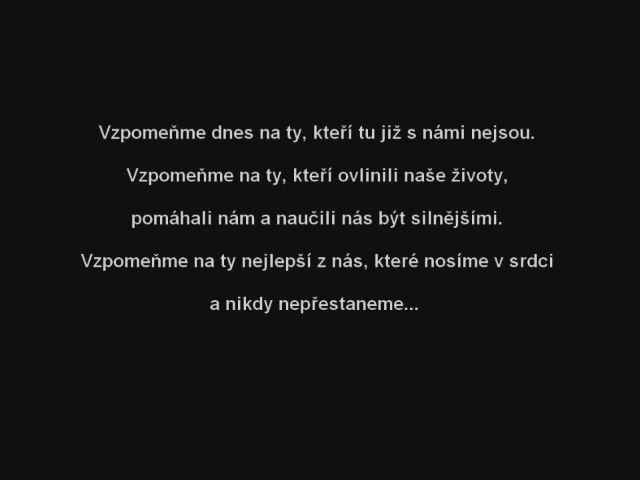 Vzpomeňme dnes na ty, kteří tu již s námi nejsou.
Vzpomeňme na ty, kteří ovlinili naše životy,
pomáhali nám a naučili nás být silnějšími.
Vzpomeňme na ty nejlepší z nás, které nosíme v srdci
a nikdy nepřestaneme...